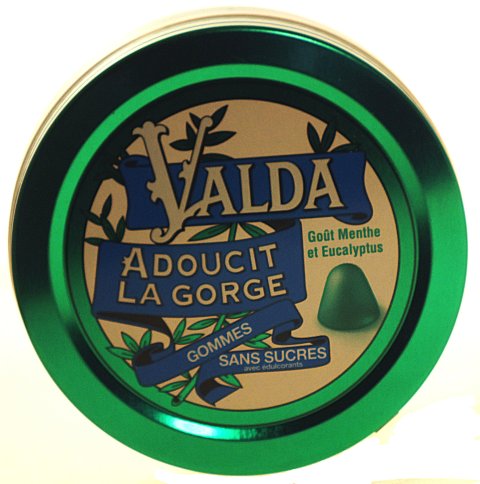 VALDA
Goût Menthe
et Eucalyptus
ADOUCIT
LA GORGE
GOMMES
SANS SUCRES
avec édulcorants